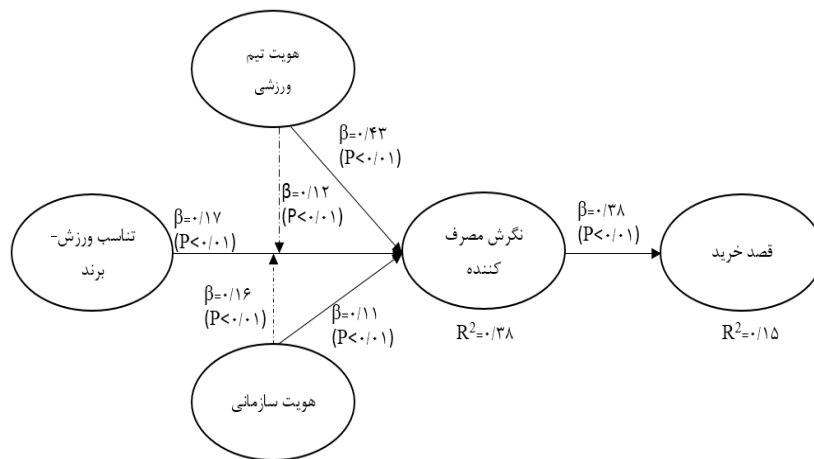 هویت تیم
ورزشی
β=۰/۴۳
(P<۰/۰۱)
β=۰/۱۲
(P<۰/۰۱)
β=۰/۱۷
(P<۰/۰۱)
تناسب ورزش-
برند
نگرش مصرف
کننده
R²=۰/۳۸
β=۰/۳۸
(P<۰/۰۱)
قصد خرید
R²=۰/۱۵
β=۰/۱۶
(P<۰/۰۱)
β=۰/۱۱
(P<۰/۰۱)
هویت سازمانی